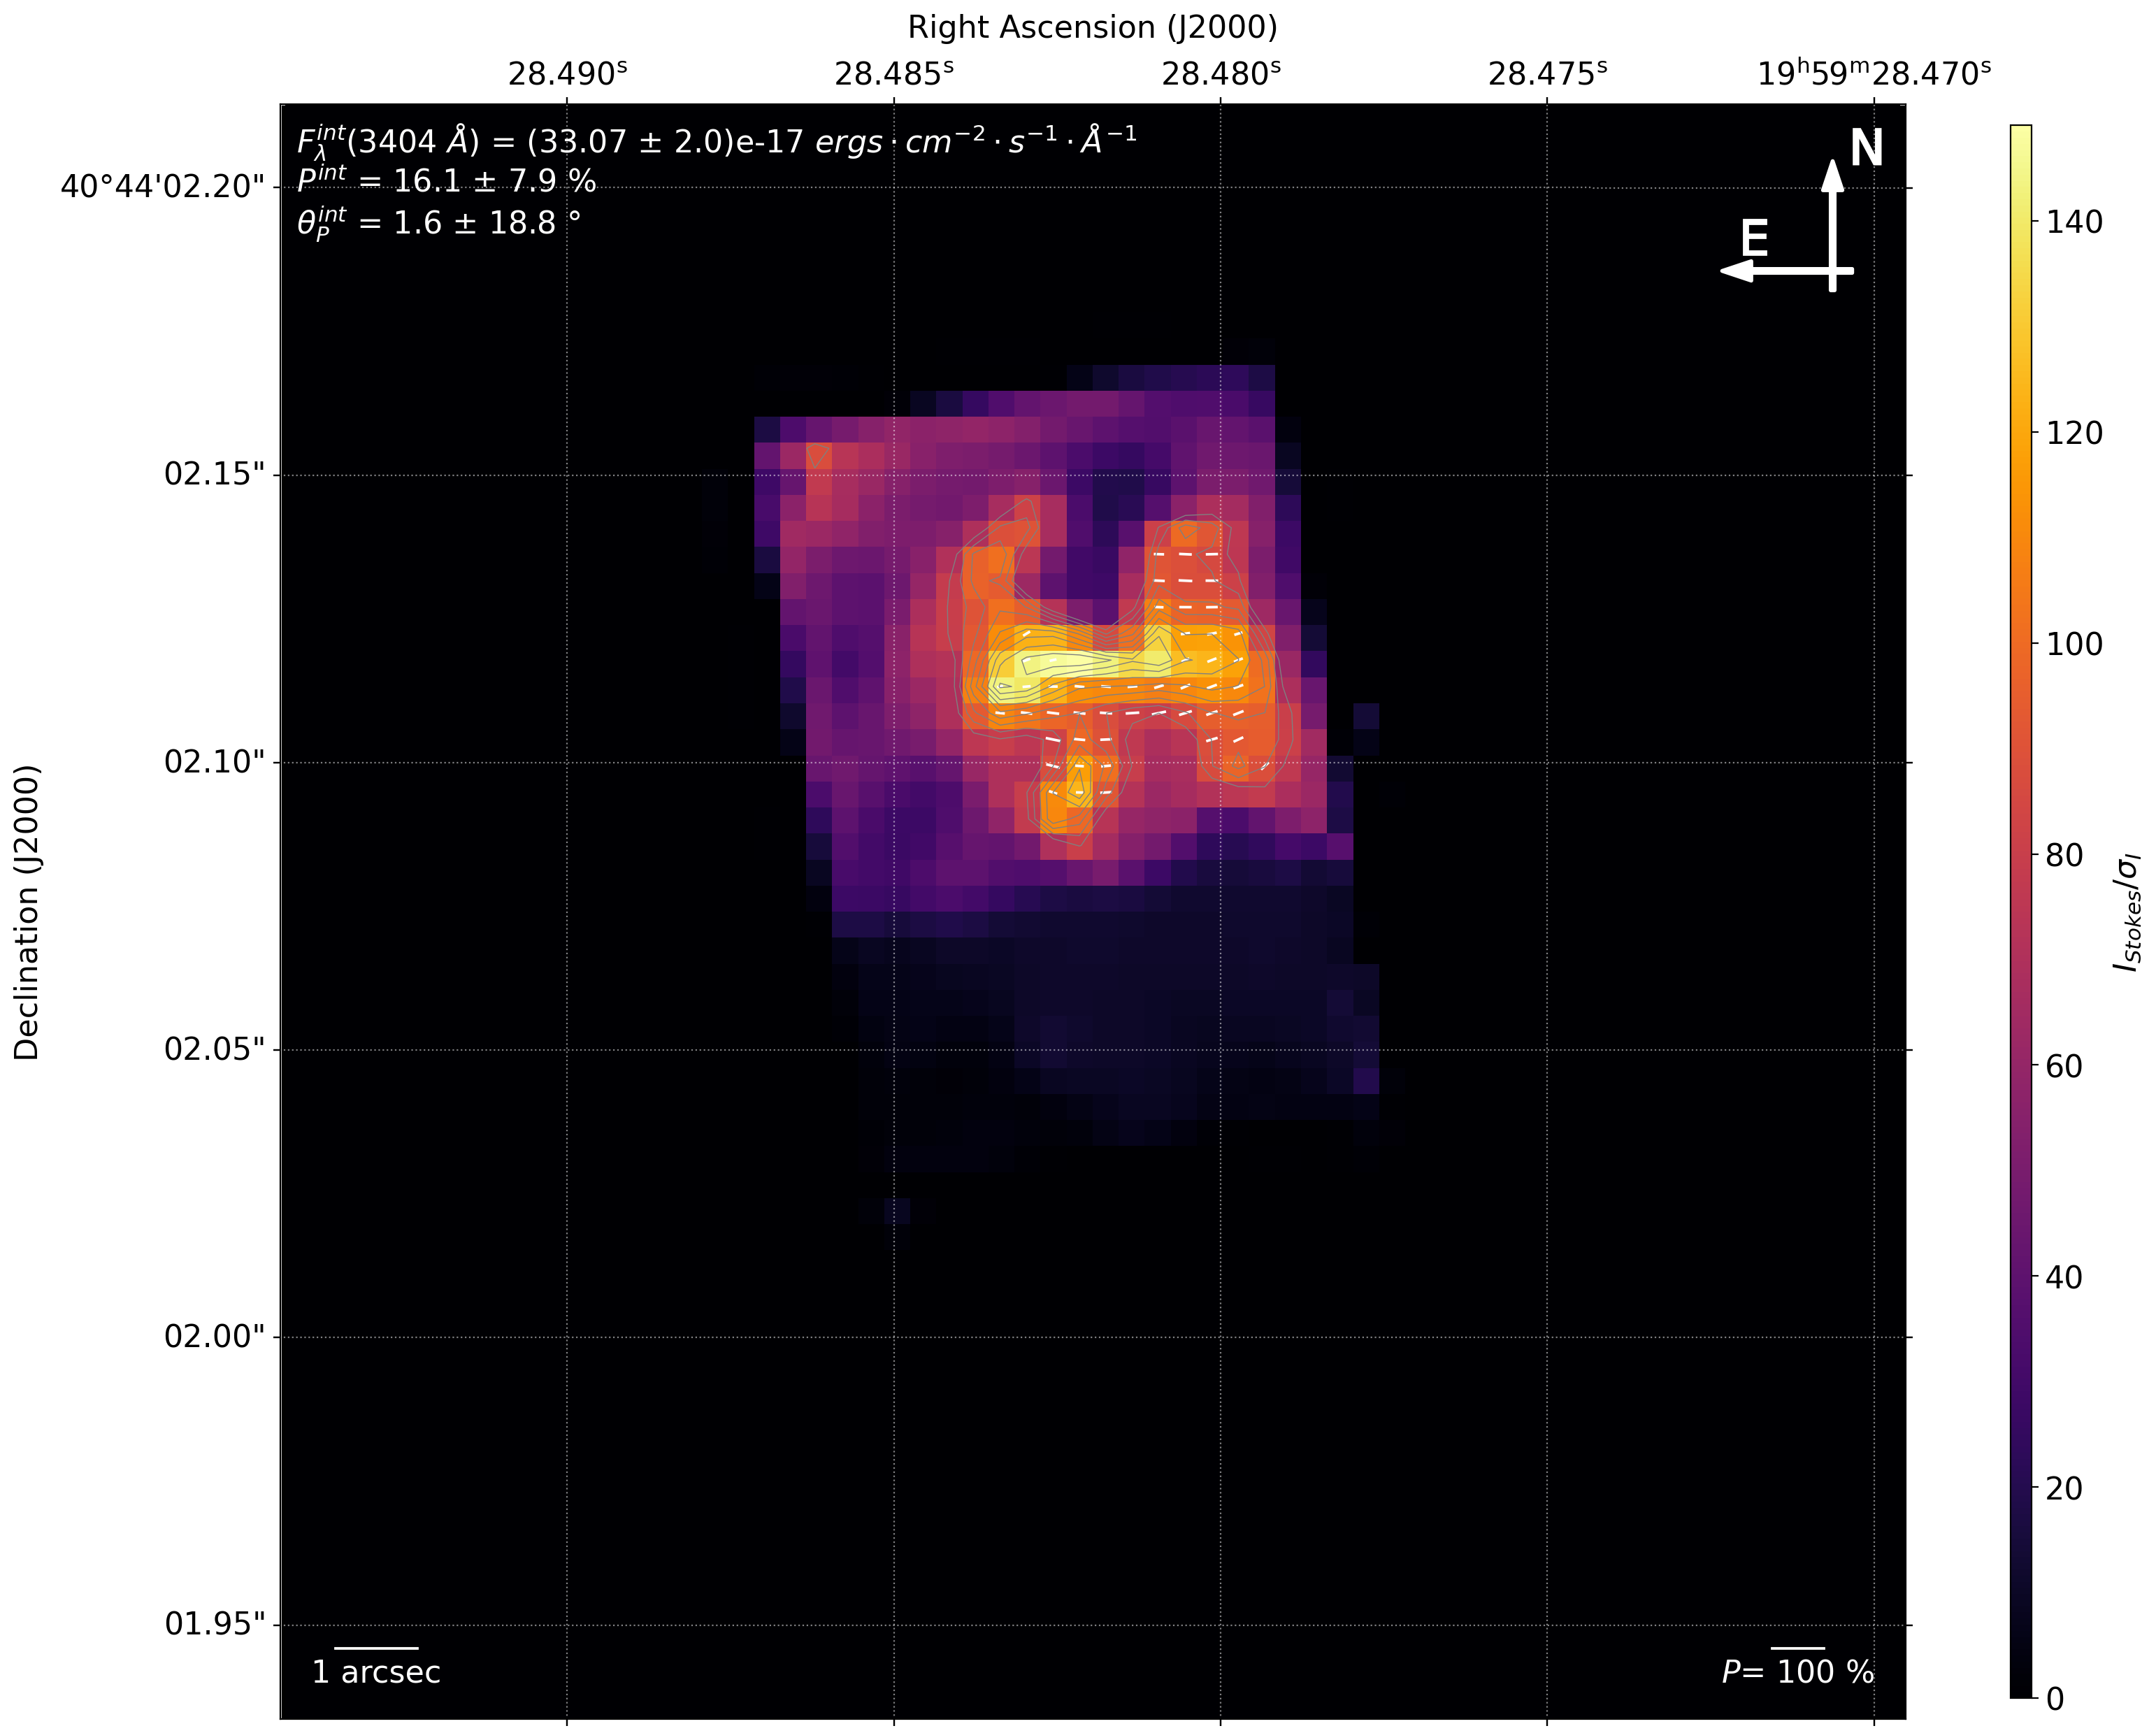 Right Ascension (J2000)
28.490ˢ 28.485ˢ 28.480ˢ 28.475ˢ 19ʰ59ᵐ28.470ˢ
F_λ^int(3404 Å) = (33.07 ± 2.0)e-17 ergs · cm⁻² · s⁻¹ · Å⁻¹
P^int = 16.1 ± 7.9 %
θ_P^int = 1.6 ± 18.8 °
N
E
40°44'02.20"
02.15"
02.10"
02.05"
02.00"
01.95"
Declination (J2000)
1 arcsec
P= 100 %
140
120
100
80
60
40
20
0
I_Stokes/σ_I